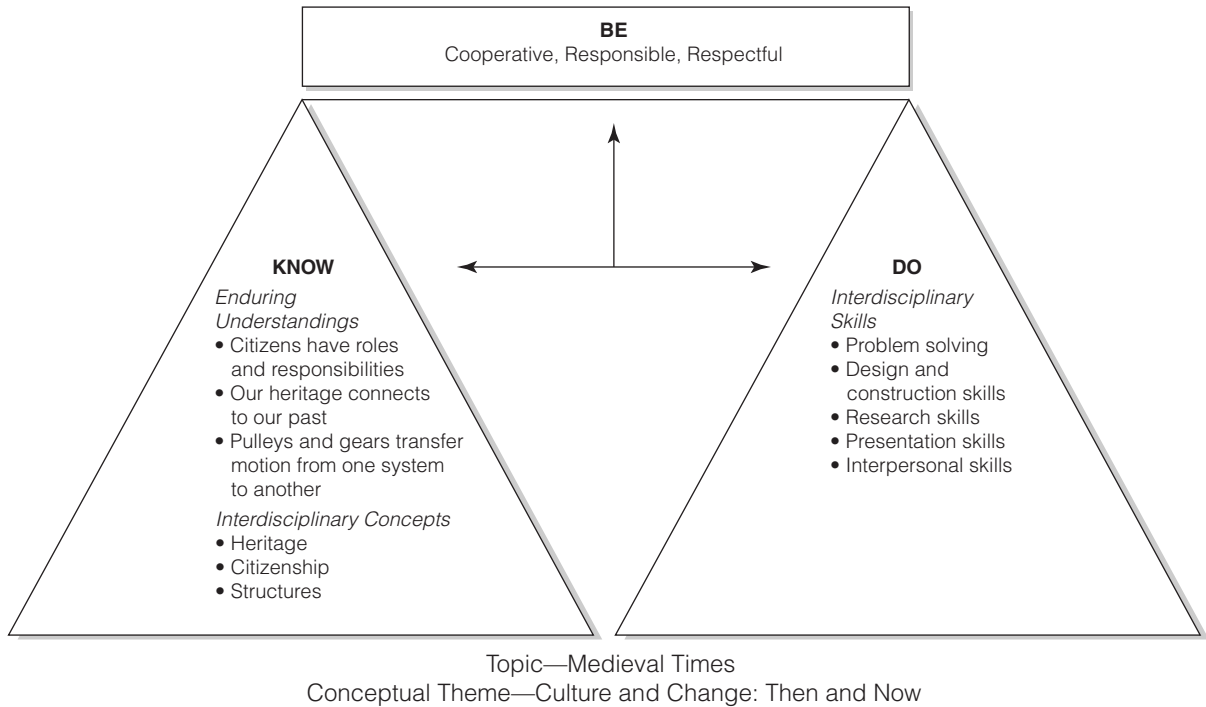 BE
Cooperative, Responsible, Respectful
KNOW
Enduring
Understandings
• Citizens have roles
and responsibilities
• Our heritage connects
to our past
• Pulleys and gears transfer
motion from one system
to another
Interdisciplinary Concepts
• Heritage
• Citizenship
• Structures
DO
Interdisciplinary
Skills
• Problem solving
• Design and
construction skills
• Research skills
• Presentation skills
• Interpersonal skills
Topic—Medieval Times
Conceptual Theme—Culture and Change: Then and Now